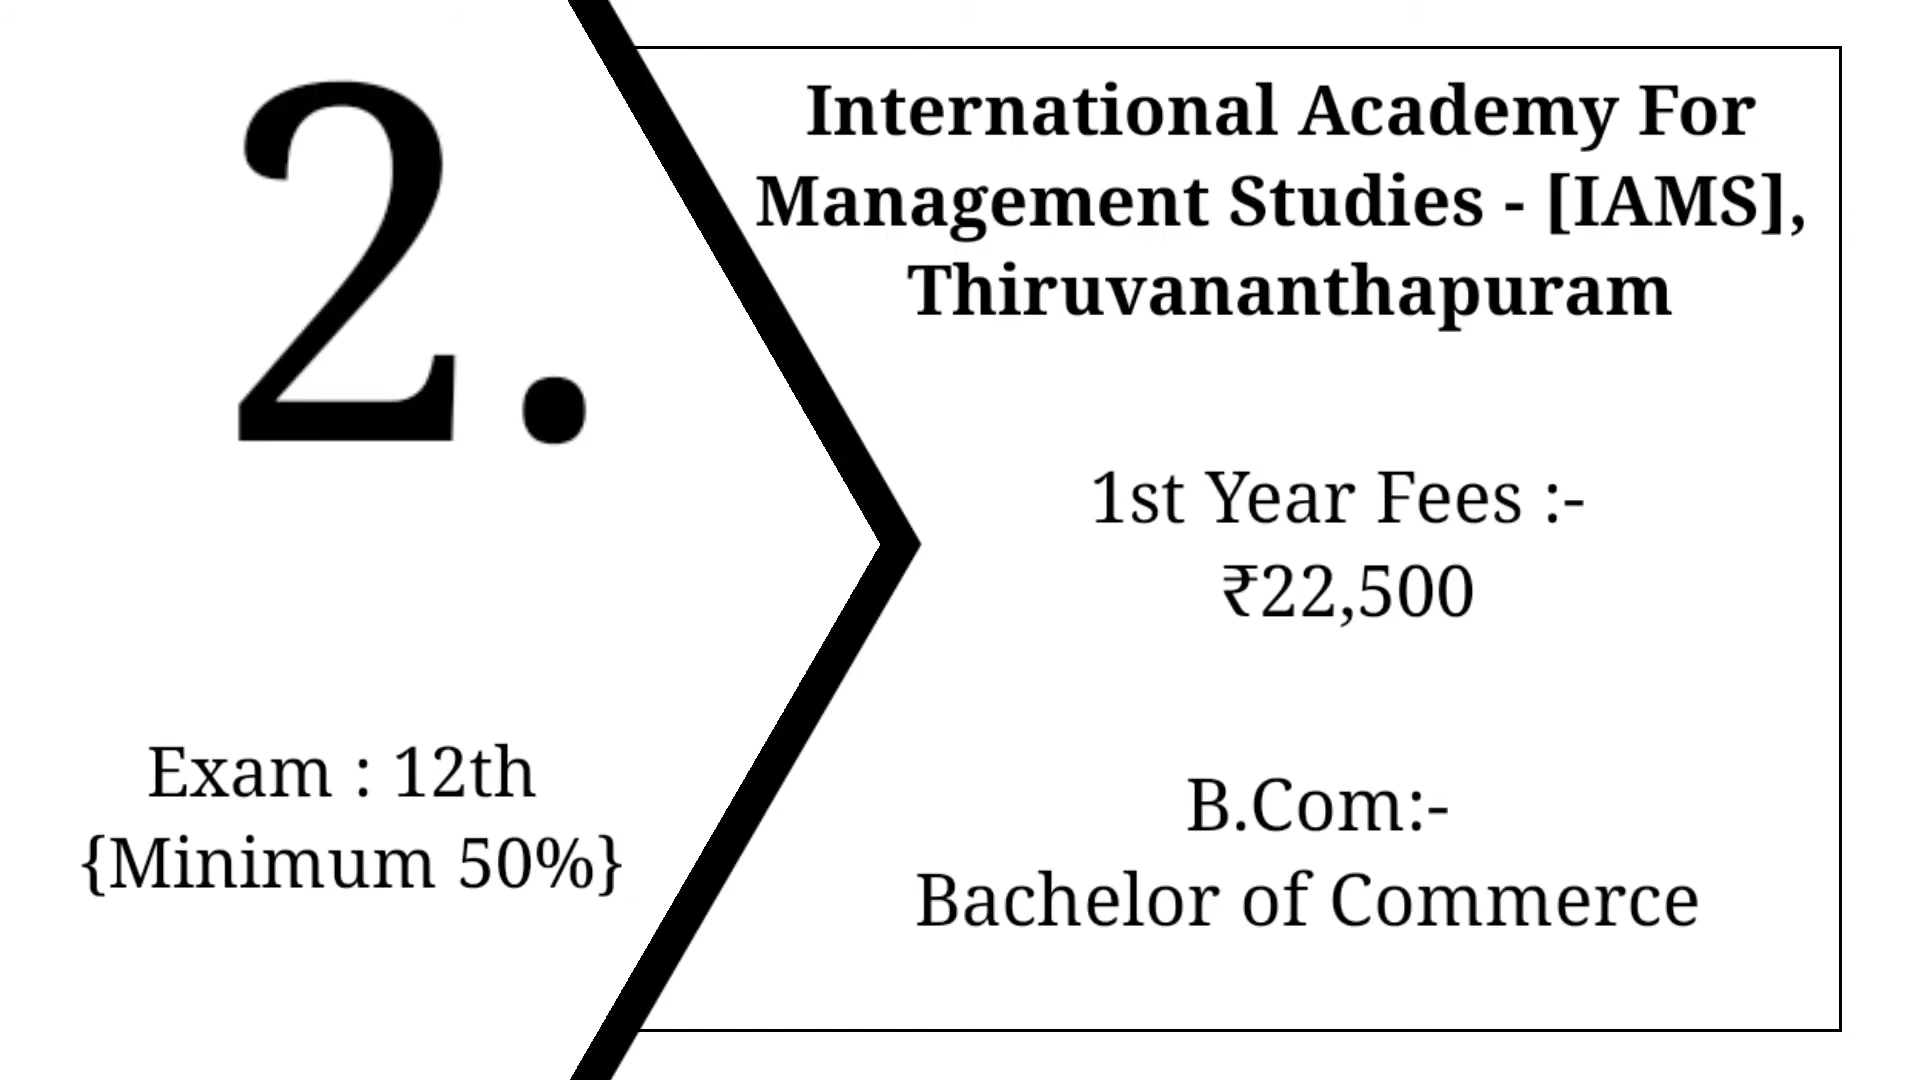 2.
Exam : 12th
{Minimum 50%}
International Academy For
Management Studies - [IAMS],
Thiruvananthapuram
1st Year Fees :-
₹22,500
B.Com:-
Bachelor of Commerce